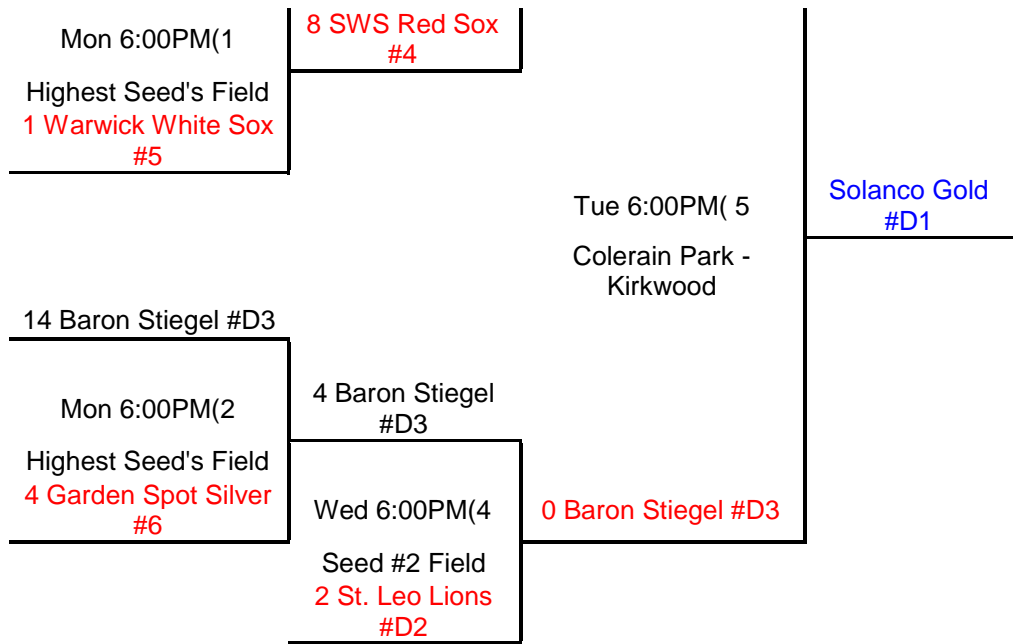 Mon 6:00PM(1
8 SWS Red Sox
#4
Highest Seed's Field
1 Warwick White Sox
#5
Tue 6:00PM( 5
Colerain Park -
Kirkwood
Solanco Gold
#D1
14 Baron Stiegel #D3
Mon 6:00PM(2
Highest Seed's Field
4 Garden Spot Silver
#6
4 Baron Stiegel
#D3
Wed 6:00PM(4
Seed #2 Field
2 St. Leo Lions
#D2
0 Baron Stiegel #D3